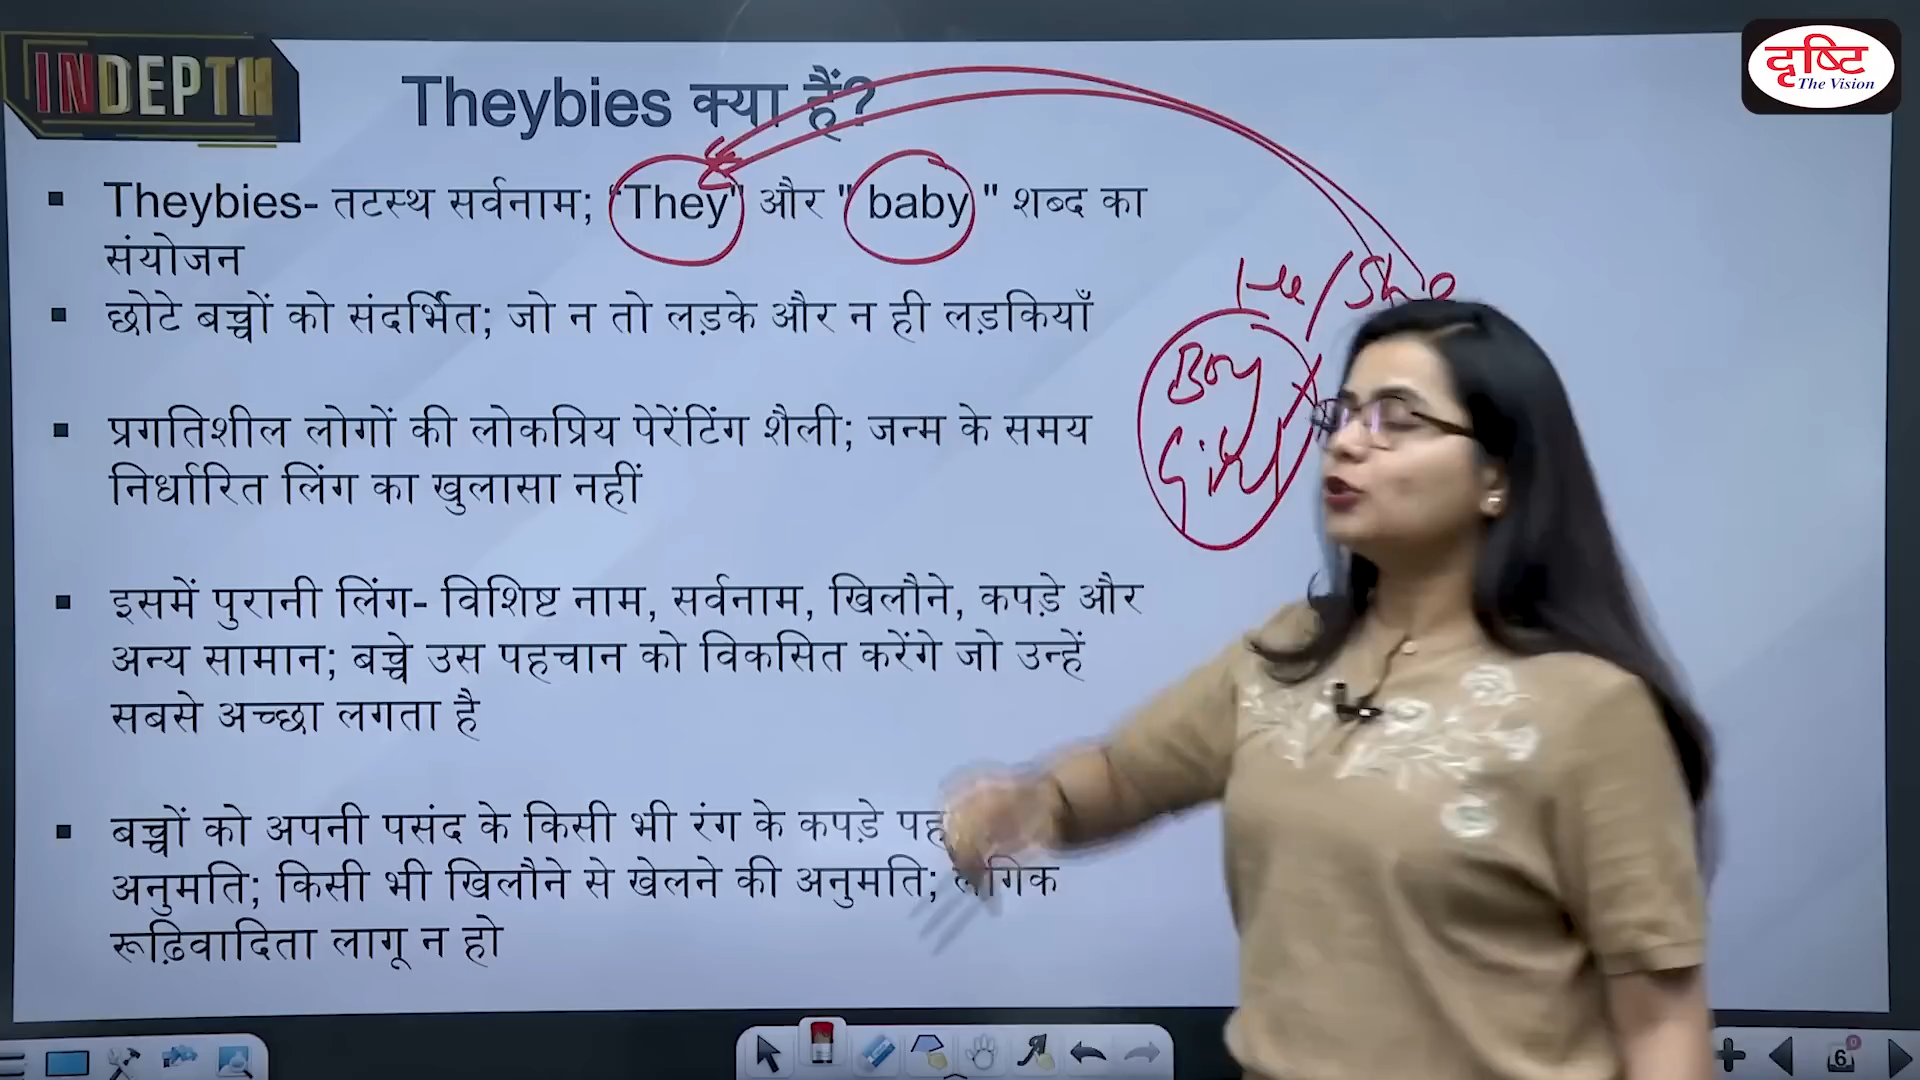 INDEPTH
दृष्टि
The Vision
Theybies क्या हैं?
Theybies- तटस्थ सर्वनाम; "They" और " baby " शब्द का
संयोजन
छोटे बच्चों को संदर्भित; जो न तो लड़के और न ही लड़कियाँ
He/She
Boy
Girl
प्रगतिशील लोगों की लोकप्रिय पेरेंटिंग शैली; जन्म के समय
निर्धारित लिंग का खुलासा नहीं
इसमें पुरानी लिंग- विशिष्ट नाम, सर्वनाम, खिलौने, कपड़े और
अन्य सामान; बच्चे उस पहचान को विकसित करेंगे जो उन्हें
सबसे अच्छा लगता है
बच्चों को अपनी पसंद के किसी भी रंग के कपड़े
अनुमति; किसी भी खिलौने से खेलने की अनुमति;
रूढ़िवादिता लागू न हो
6